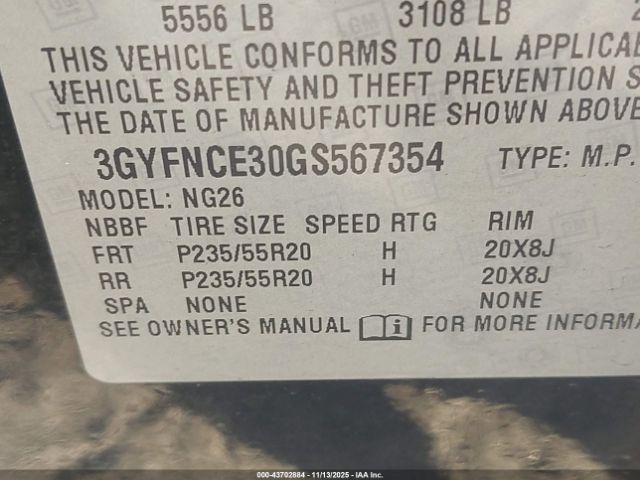 5556 LB 3108 LB
THIS VEHICLE CONFORMS TO ALL
VEHICLE SAFETY AND THEFT PREVENTION
THE DATE OF MANUFACTURE SHOWN ABOVE
3GYFNCE30GS567354 TYPE: M.P.
MODEL: NG26
NBBF TIRE SIZE SPEED RTG RIM
FRT P235/55R20 H 20X8J
RR P235/55R20 H 20X8J
SPA NONE NONE
SEE OWNER'S MANUAL i FOR MORE
000-43702884 - 11/13/2025 - IAA Inc.